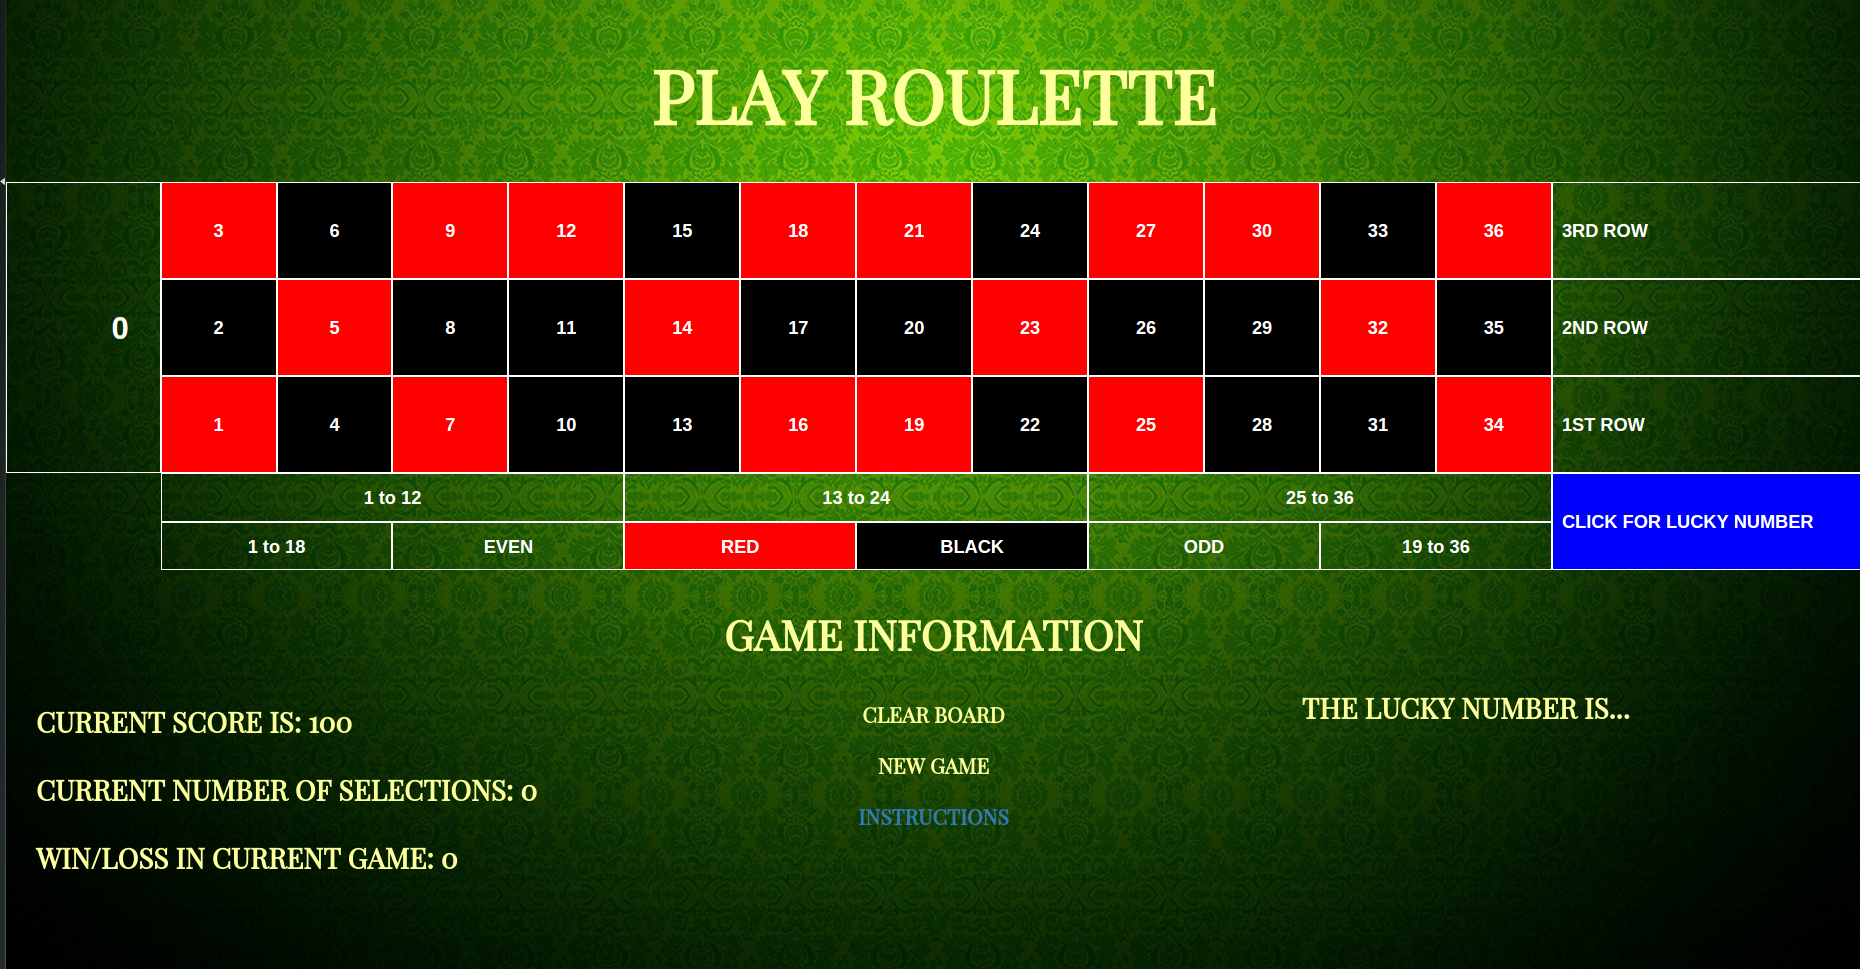 PLAY ROULETTE
3 6 9 12 15 18 21 24 27 30 33 36 3RD ROW
0 2 5 8 11 14 17 20 23 26 29 32 35 2ND ROW
1 4 7 10 13 16 19 22 25 28 31 34 1ST ROW
1 to 12 13 to 24 25 to 36
CLICK FOR LUCKY NUMBER
1 to 18 EVEN RED BLACK ODD 19 to 36
GAME INFORMATION
CURRENT SCORE IS: 100
CURRENT NUMBER OF SELECTIONS: 0
WIN/LOSS IN CURRENT GAME: 0
CLEAR BOARD
NEW GAME
INSTRUCTIONS
THE LUCKY NUMBER IS...